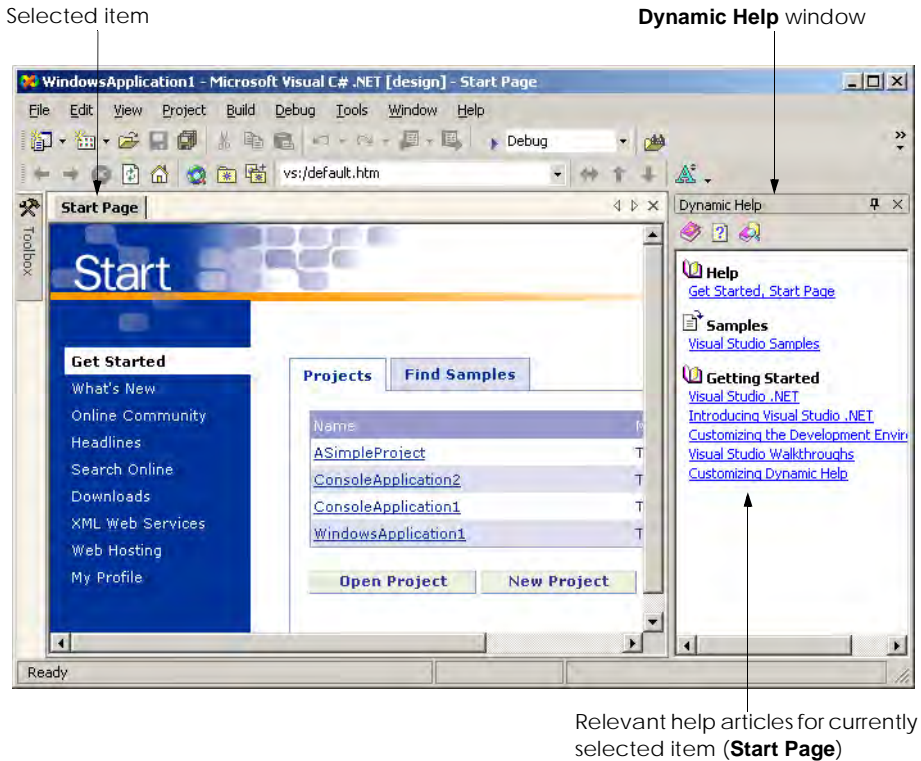 Selected item
Dynamic Help window
WindowsApplication1 - Microsoft Visual C# .NET [design] - Start Page
File Edit View Project Build Debug Tools Window Help
Debug
vs:/default.htm
Toolbox
Start Page
Start
Get Started
What's New
Online Community
Headlines
Search Online
Downloads
XML Web Services
Web Hosting
My Profile
Projects Find Samples
Name
ASimpleProject T
ConsoleApplication2 T
ConsoleApplication1 T
WindowsApplication1 T
Open Project New Project
Dynamic Help
Help
Get Started, Start Page
Samples
Visual Studio Samples
Getting Started
Visual Studio .NET
Introducing Visual Studio .NET
Customizing the Development Envir
Visual Studio Walkthroughs
Customizing Dynamic Help
Ready
Relevant help articles for currently
selected item (Start Page)